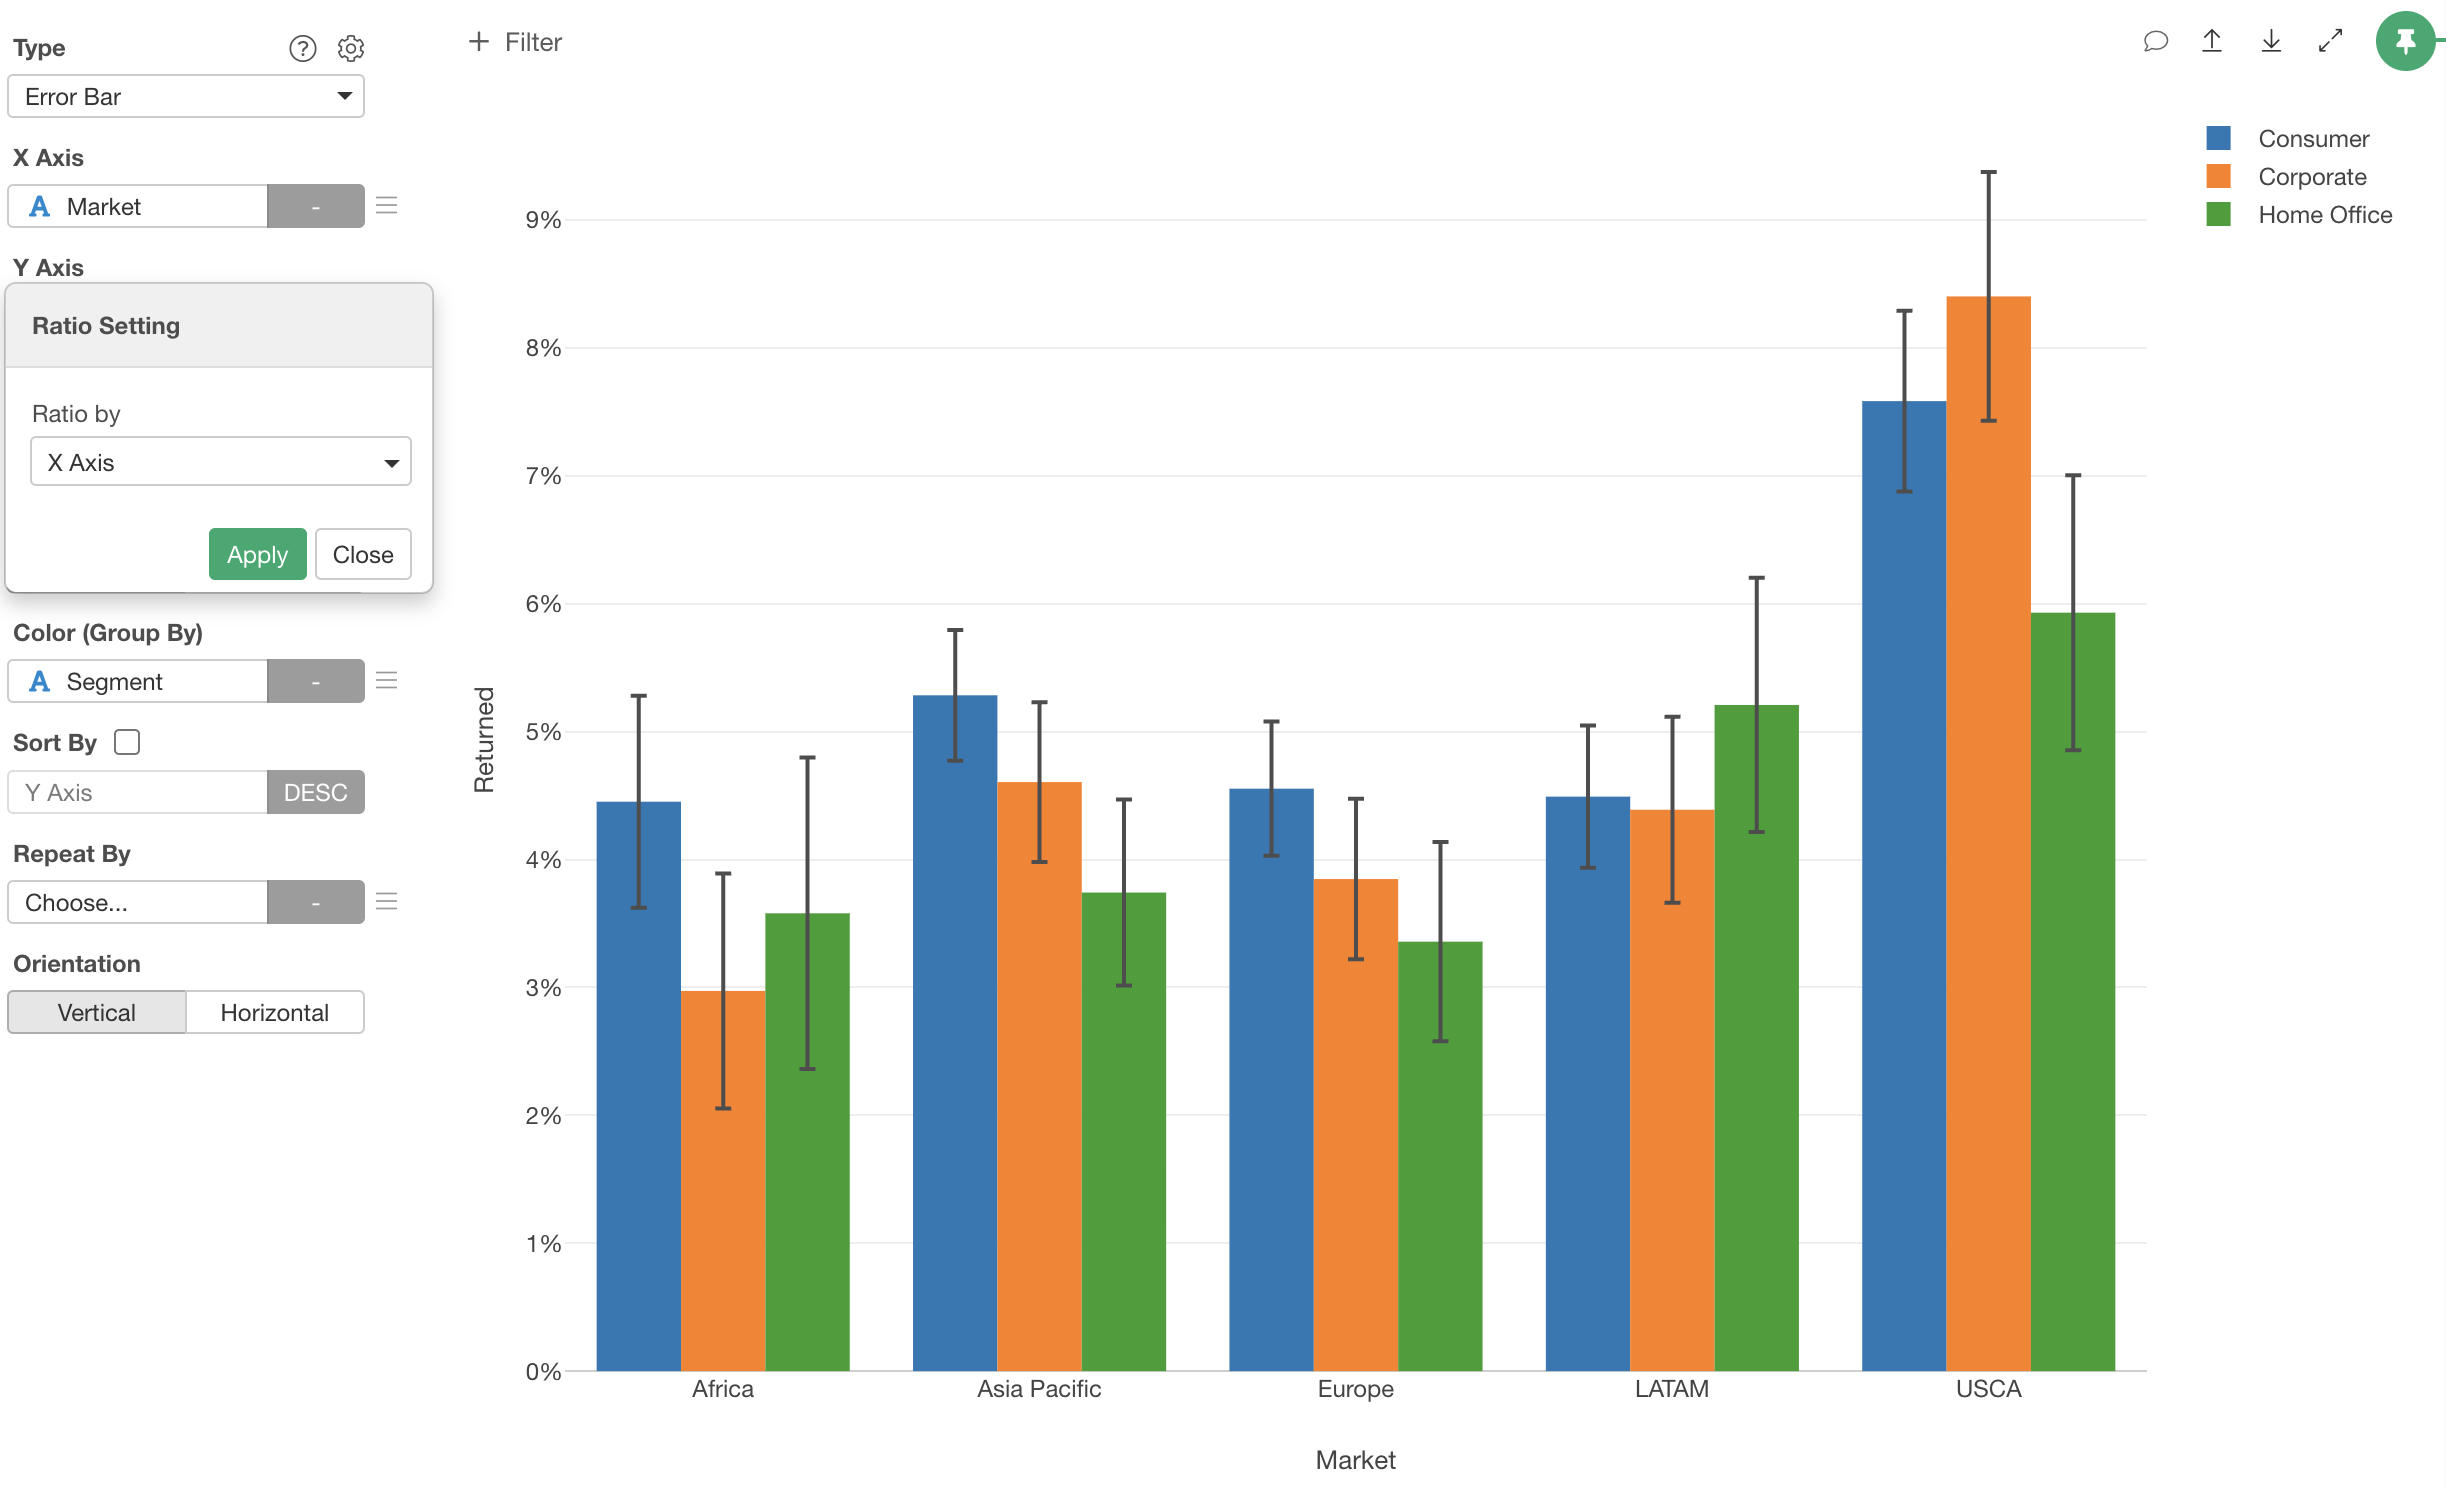 Type
Error Bar
X Axis
A Market -
Y Axis
Ratio Setting
Ratio by
X Axis
Apply Close
Color (Group By)
A Segment -
Sort By
Y Axis DESC
Repeat By
Choose... -
Orientation
Vertical Horizontal
+ Filter
Consumer
Corporate
Home Office
9%
8%
7%
6%
5%
4%
3%
2%
1%
0%
Returned
Africa Asia Pacific Europe LATAM USCA
Market